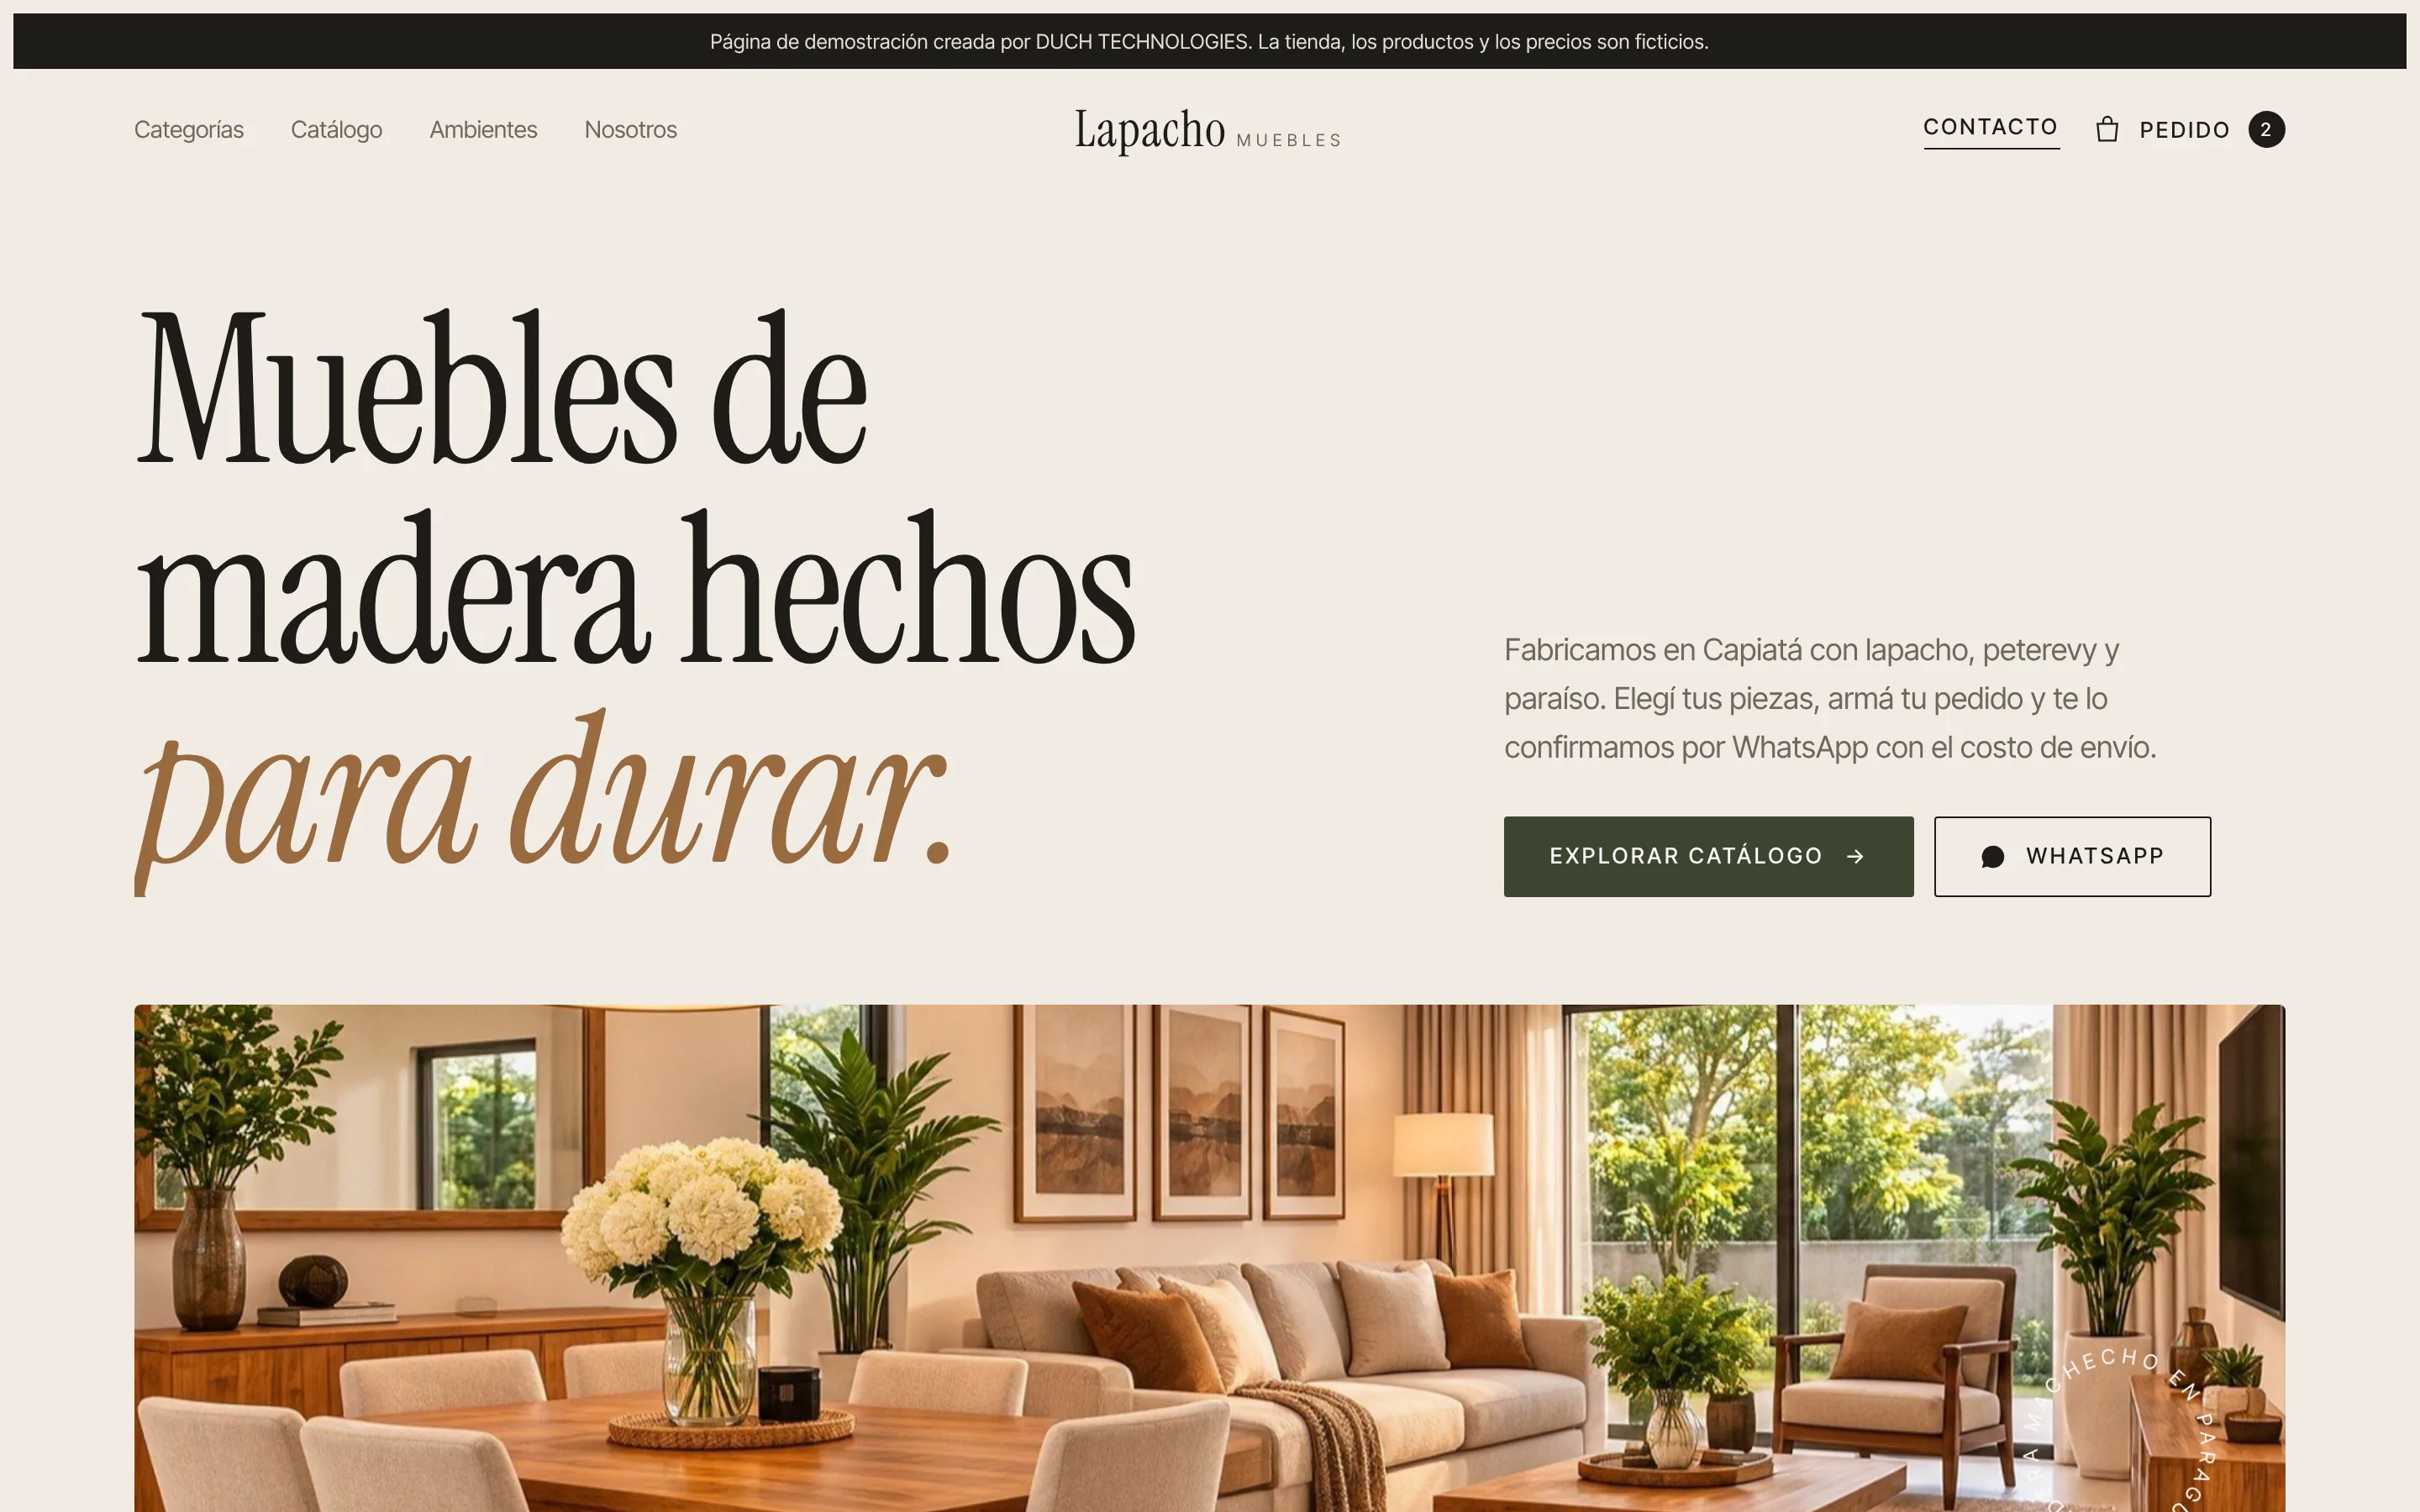 Página de demostración creada por DUCH TECHNOLOGIES. La tienda, los productos y los precios son ficticios.
Categorías Catálogo Ambientes Nosotros
Lapacho MUEBLES
CONTACTO PEDIDO 2
Muebles de
madera hechos
para durar.
Fabricamos en Capiatá con lapacho, peterevy y
paraíso. Elegí tus piezas, armá tu pedido y te lo
confirmamos por WhatsApp con el costo de envío.
EXPLORAR CATÁLOGO →
WHATSAPP
HECHO EN